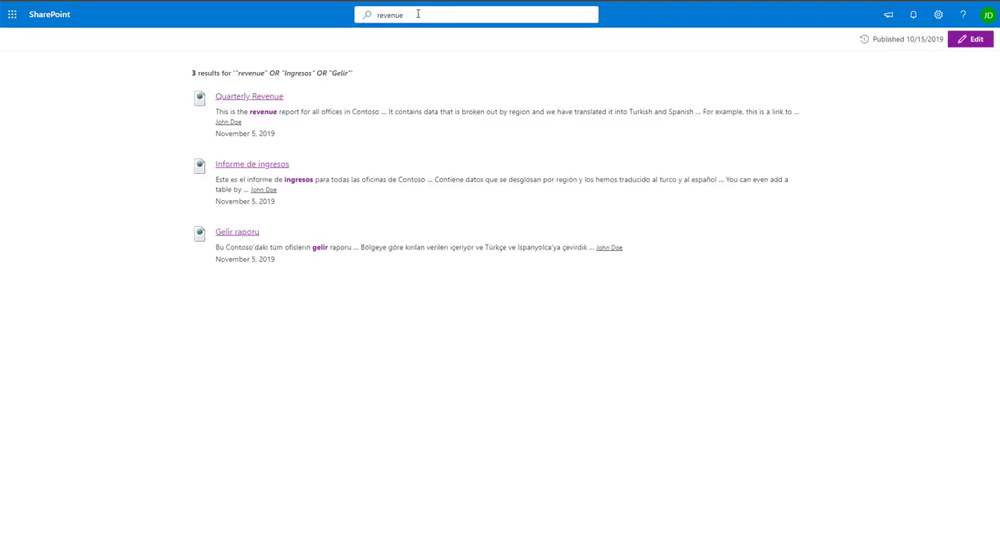 SharePoint
revenue
?
JD
Published 10/15/2019
Edit
3 results for '"revenue" OR "Ingresos" OR "Gelir"'
Quarterly Revenue
This is the revenue report for all offices in Contoso ... It contains data that is broken out by region and we have translated it into Turkish and Spanish ... For example, this is a link to ...
John Doe
November 5, 2019
Informe de ingresos
Este es el informe de ingresos para todas las oficinas de Contoso ... Contiene datos que se desglosan por región y los hemos traducido al turco y al español ... You can even add a
table by ... John Doe
November 5, 2019
Gelir raporu
Bu Contoso'daki tüm ofislerin gelir raporu ... Bölgeye göre kırılan verileri içeriyor ve Türkçe ve İspanyolca'ya çevirdik ... John Doe
November 5, 2019